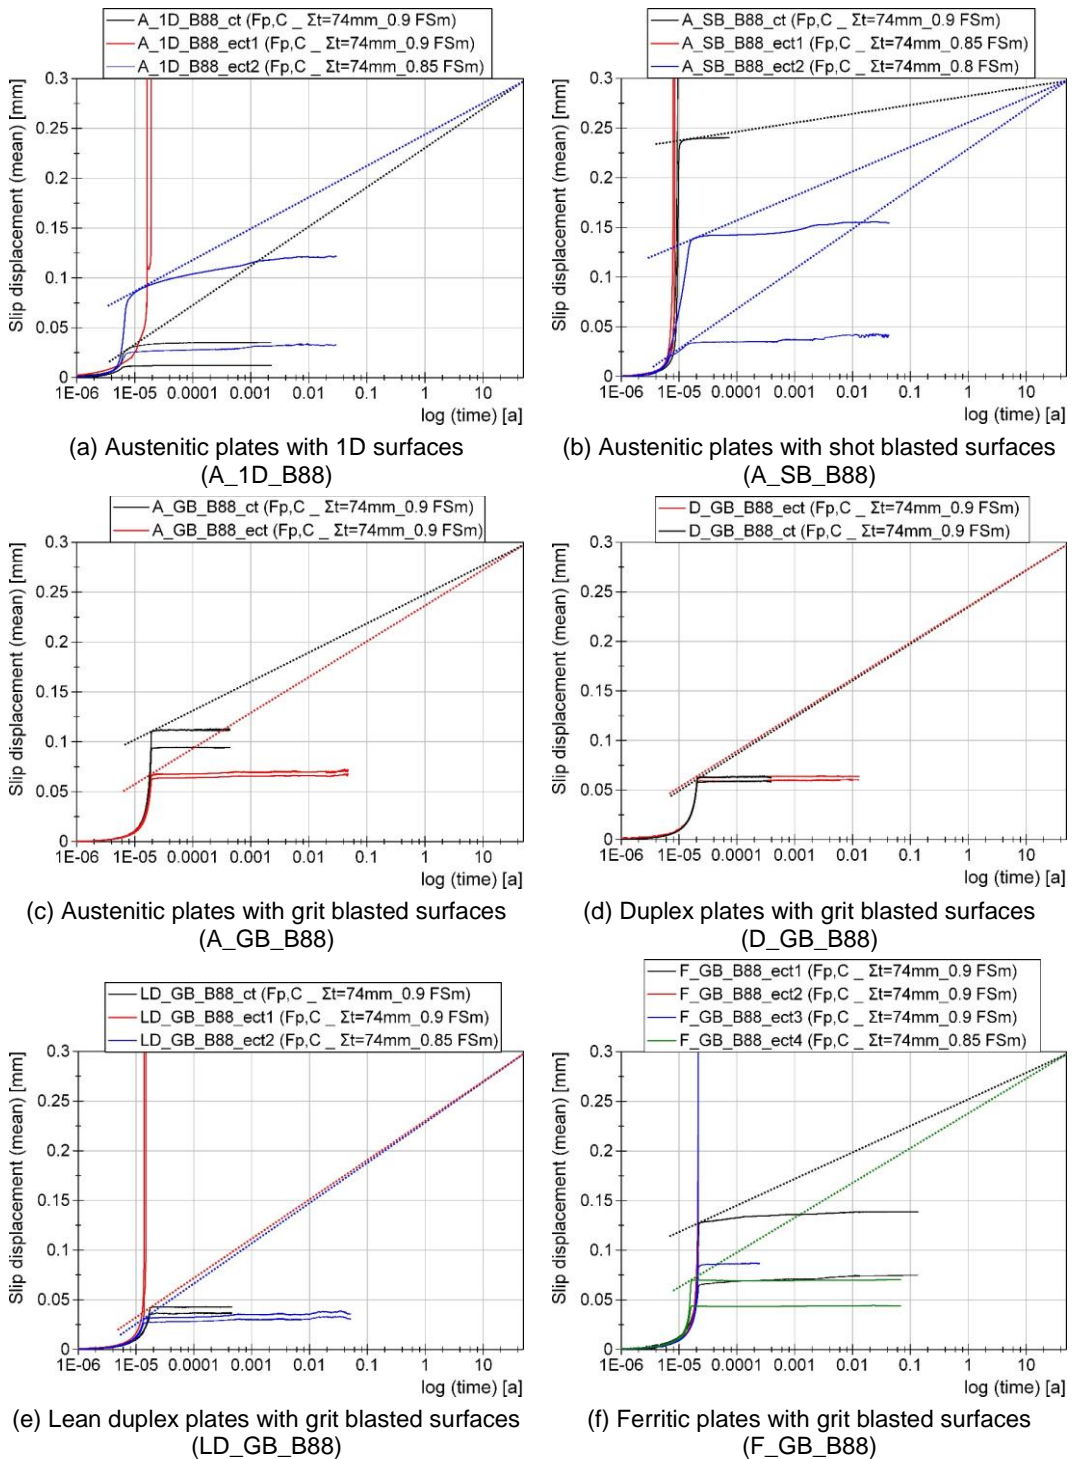 A_1D_B88_ct (Fp,C _ Σt=74mm_0.9 FSm)
A_1D_B88_ect1 (Fp,C _ Σt=74mm_0.9 FSm)
A_1D_B88_ect2 (Fp,C _ Σt=74mm_0.85 FSm)
Slip displacement (mean) [mm]
0.3
0.25
0.2
0.15
0.1
0.05
0
1E-06 1E-05 0.0001 0.001 0.01 0.1 1 10
log (time) [a]
(a) Austenitic plates with 1D surfaces
(A_1D_B88)
A_SB_B88_ct (Fp,C _ Σt=74mm_0.9 FSm)
A_SB_B88_ect1 (Fp,C _ Σt=74mm_0.85 FSm)
A_SB_B88_ect2 (Fp,C _ Σt=74mm_0.8 FSm)
Slip displacement (mean) [mm]
0.3
0.25
0.2
0.15
0.1
0.05
0
1E-06 1E-05 0.0001 0.001 0.01 0.1 1 10
log (time) [a]
(b) Austenitic plates with shot blasted surfaces
(A_SB_B88)
A_GB_B88_ct (Fp,C _ Σt=74mm_0.9 FSm)
A_GB_B88_ect (Fp,C _ Σt=74mm_0.9 FSm)
Slip displacement (mean) [mm]
0.3
0.25
0.2
0.15
0.1
0.05
0
1E-06 1E-05 0.0001 0.001 0.01 0.1 1 10
log (time) [a]
(c) Austenitic plates with grit blasted surfaces
(A_GB_B88)
D_GB_B88_ect (Fp,C _ Σt=74mm_0.9 FSm)
D_GB_B88_ct (Fp,C _ Σt=74mm_0.9 FSm)
Slip displacement (mean) [mm]
0.3
0.25
0.2
0.15
0.1
0.05
0
1E-06 1E-05 0.0001 0.001 0.01 0.1 1 10
log (time) [a]
(d) Duplex plates with grit blasted surfaces
(D_GB_B88)
LD_GB_B88_ct (Fp,C _ Σt=74mm_0.9 FSm)
LD_GB_B88_ect1 (Fp,C _ Σt=74mm_0.9 FSm)
LD_GB_B88_ect2 (Fp,C _ Σt=74mm_0.85 FSm)
Slip displacement (mean) [mm]
0.3
0.25
0.2
0.15
0.1
0.05
0
1E-06 1E-05 0.0001 0.001 0.01 0.1 1 10
log (time) [a]
(e) Lean duplex plates with grit blasted surfaces
(LD_GB_B88)
F_GB_B88_ect1 (Fp,C _ Σt=74mm_0.9 FSm)
F_GB_B88_ect2 (Fp,C _ Σt=74mm_0.9 FSm)
F_GB_B88_ect3 (Fp,C _ Σt=74mm_0.9 FSm)
F_GB_B88_ect4 (Fp,C _ Σt=74mm_0.85 FSm)
Slip displacement (mean) [mm]
0.3
0.25
0.2
0.15
0.1
0.05
0
1E-06 1E-05 0.0001 0.001 0.01 0.1 1 10
log (time) [a]
(f) Ferritic plates with grit blasted surfaces
(F_GB_B88)